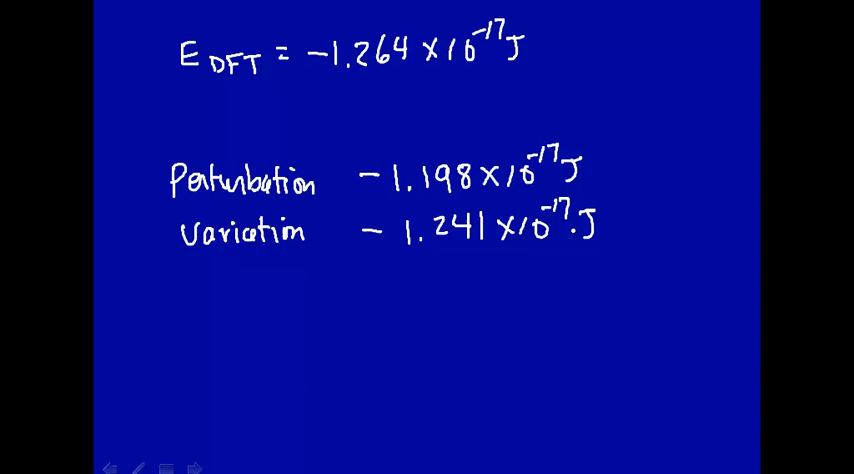 E DFT = -1.264 × 10⁻¹⁷ J
Perturbation -1.198 × 10⁻¹⁷ J
Variation -1.241 × 10⁻¹⁷. J